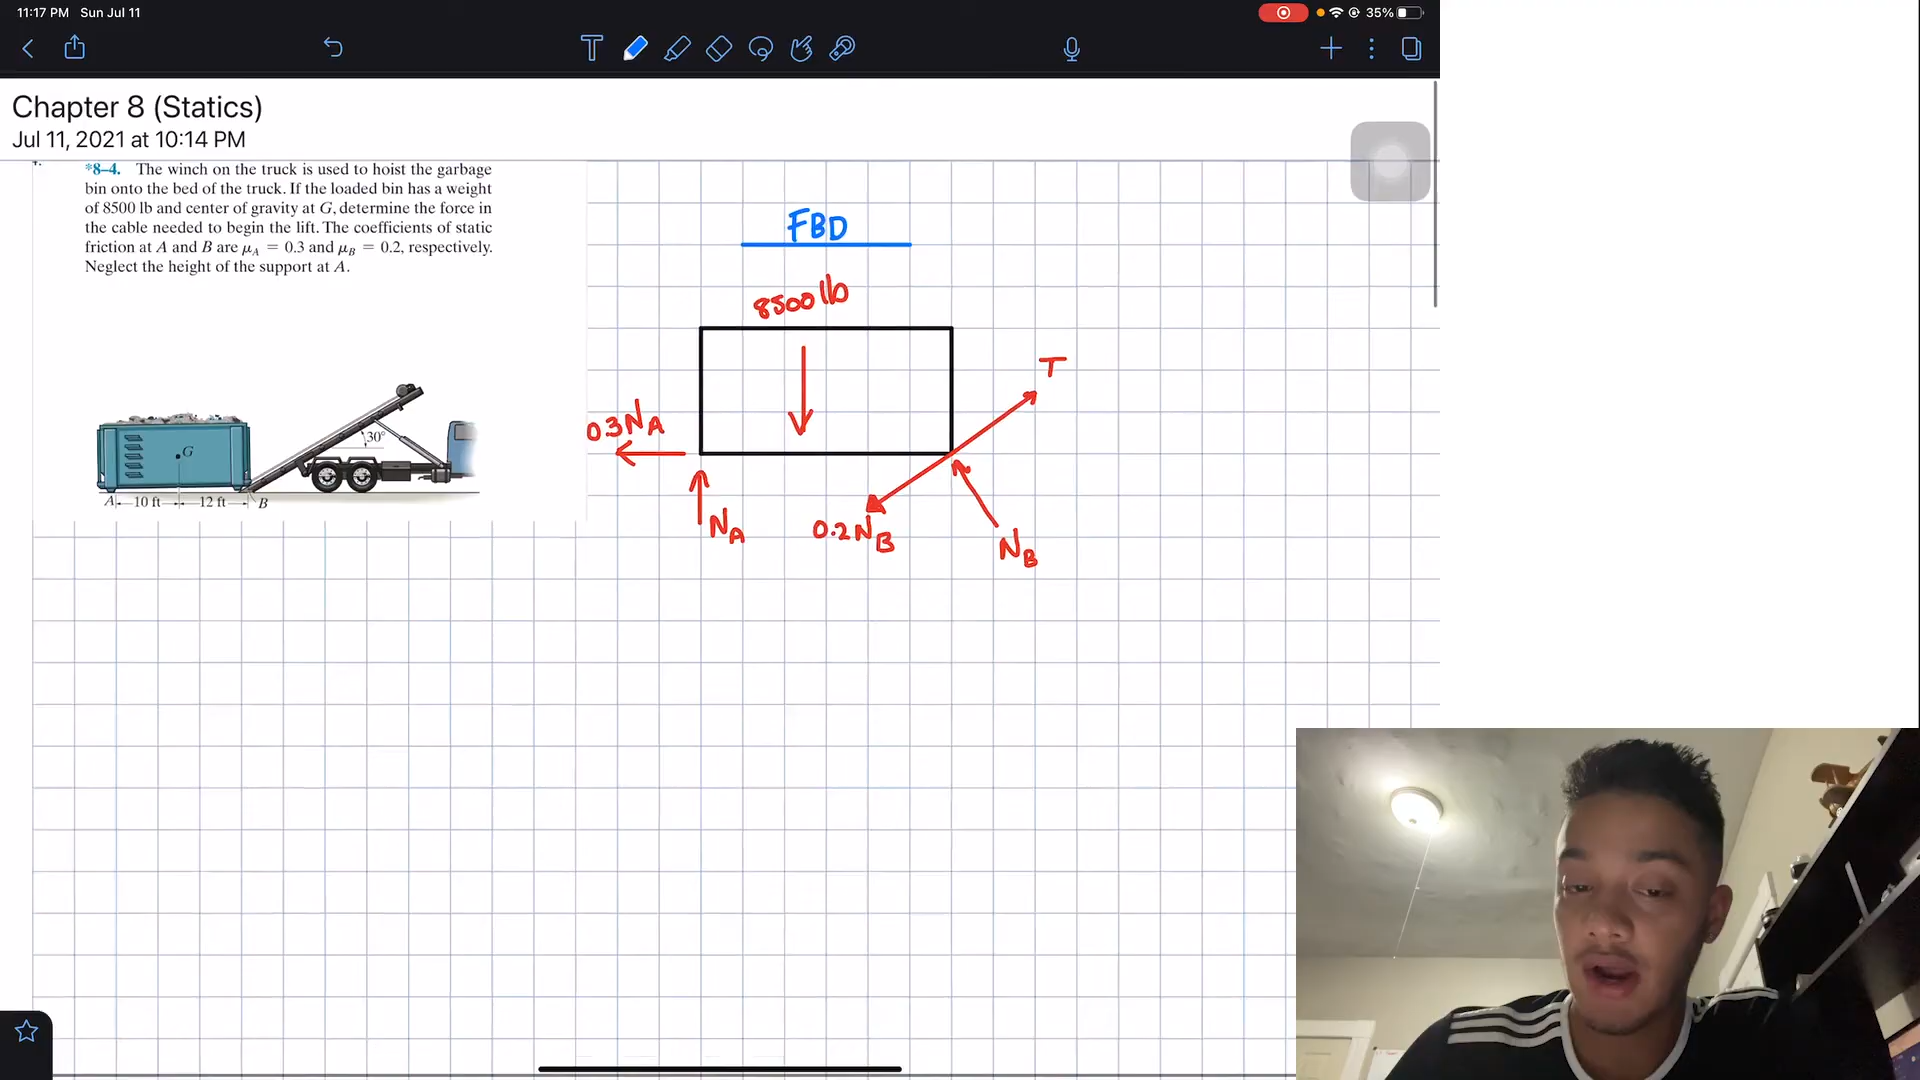 11:17 PM Sun Jul 11
35%
Chapter 8 (Statics)
Jul 11, 2021 at 10:14 PM
*8–4. The winch on the truck is used to hoist the garbage
bin onto the bed of the truck. If the loaded bin has a weight
of 8500 lb and center of gravity at G, determine the force in
the cable needed to begin the lift. The coefficients of static
friction at A and B are μA = 0.3 and μB = 0.2, respectively.
Neglect the height of the support at A.
FBD
8500 lb
T
0.3NA
NA
0.2NB
NB
G
30°
A 10 ft 12 ft B